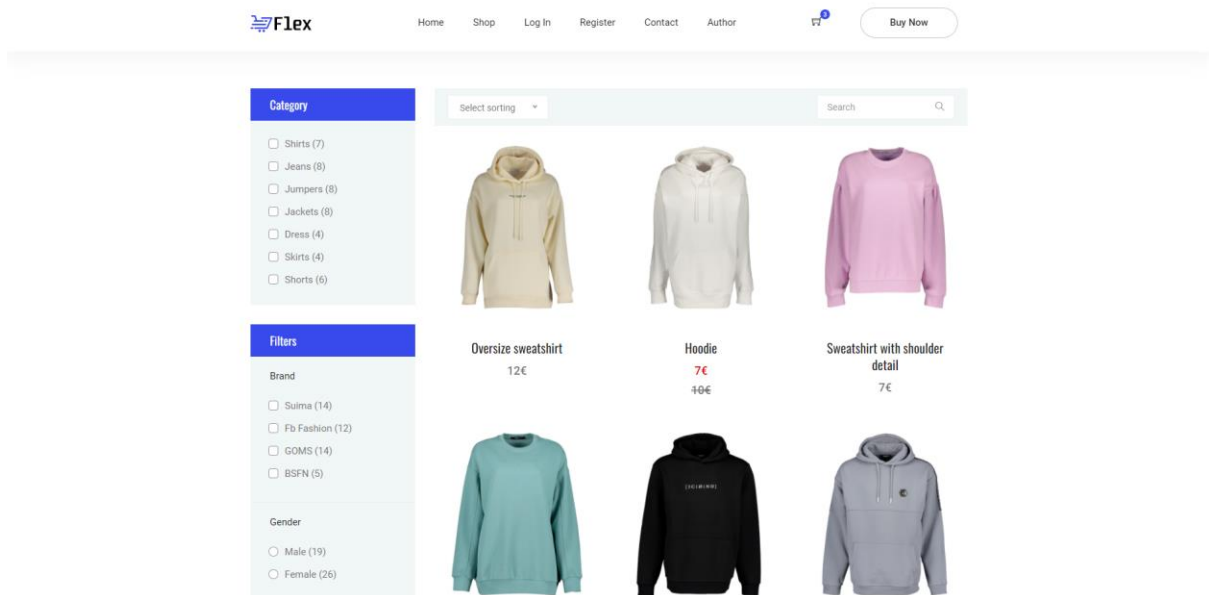 Flex
Home Shop Log In Register Contact Author
0
Buy Now
Category
Shirts (7)
Jeans (8)
Jumpers (8)
Jackets (8)
Dress (4)
Skirts (4)
Shorts (6)
Filters
Brand
Suima (14)
Fb Fashion (12)
GOMS (14)
BSFN (5)
Gender
Male (19)
Female (26)
Select sorting
Search
Oversize sweatshirt
12€
Hoodie
7€
10€
Sweatshirt with shoulder
detail
7€